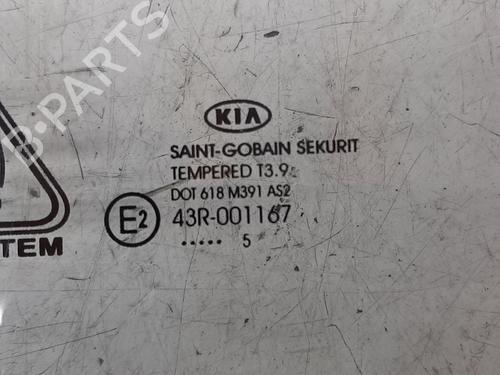 KIA
SAINT-GOBAIN SEKURIT
TEMPERED T3.9
DOT 618 M391 AS2
E2 43R-001167
..... 5
TEM
B-PARTS